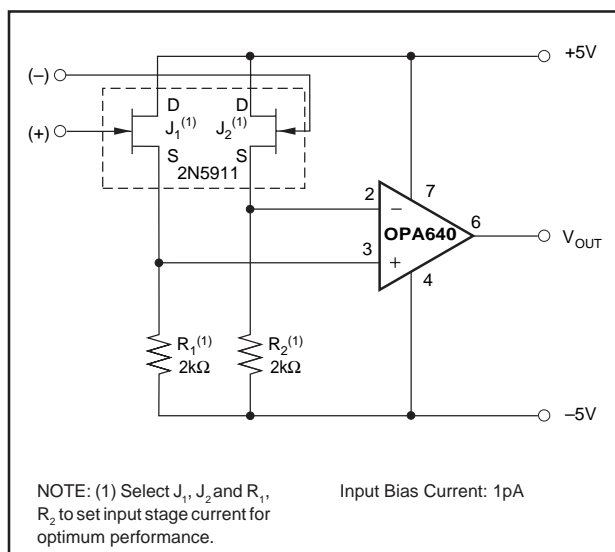 +5V
(–)
D
D
(+)
J1(1)
J2(1)
S
S
2N5911
2
–
7
OPA640
6
VOUT
3
+
4
R1(1)
2kΩ
R2(1)
2kΩ
–5V
NOTE: (1) Select J1, J2 and R1,
R2 to set input stage current for
optimum performance.
Input Bias Current: 1pA